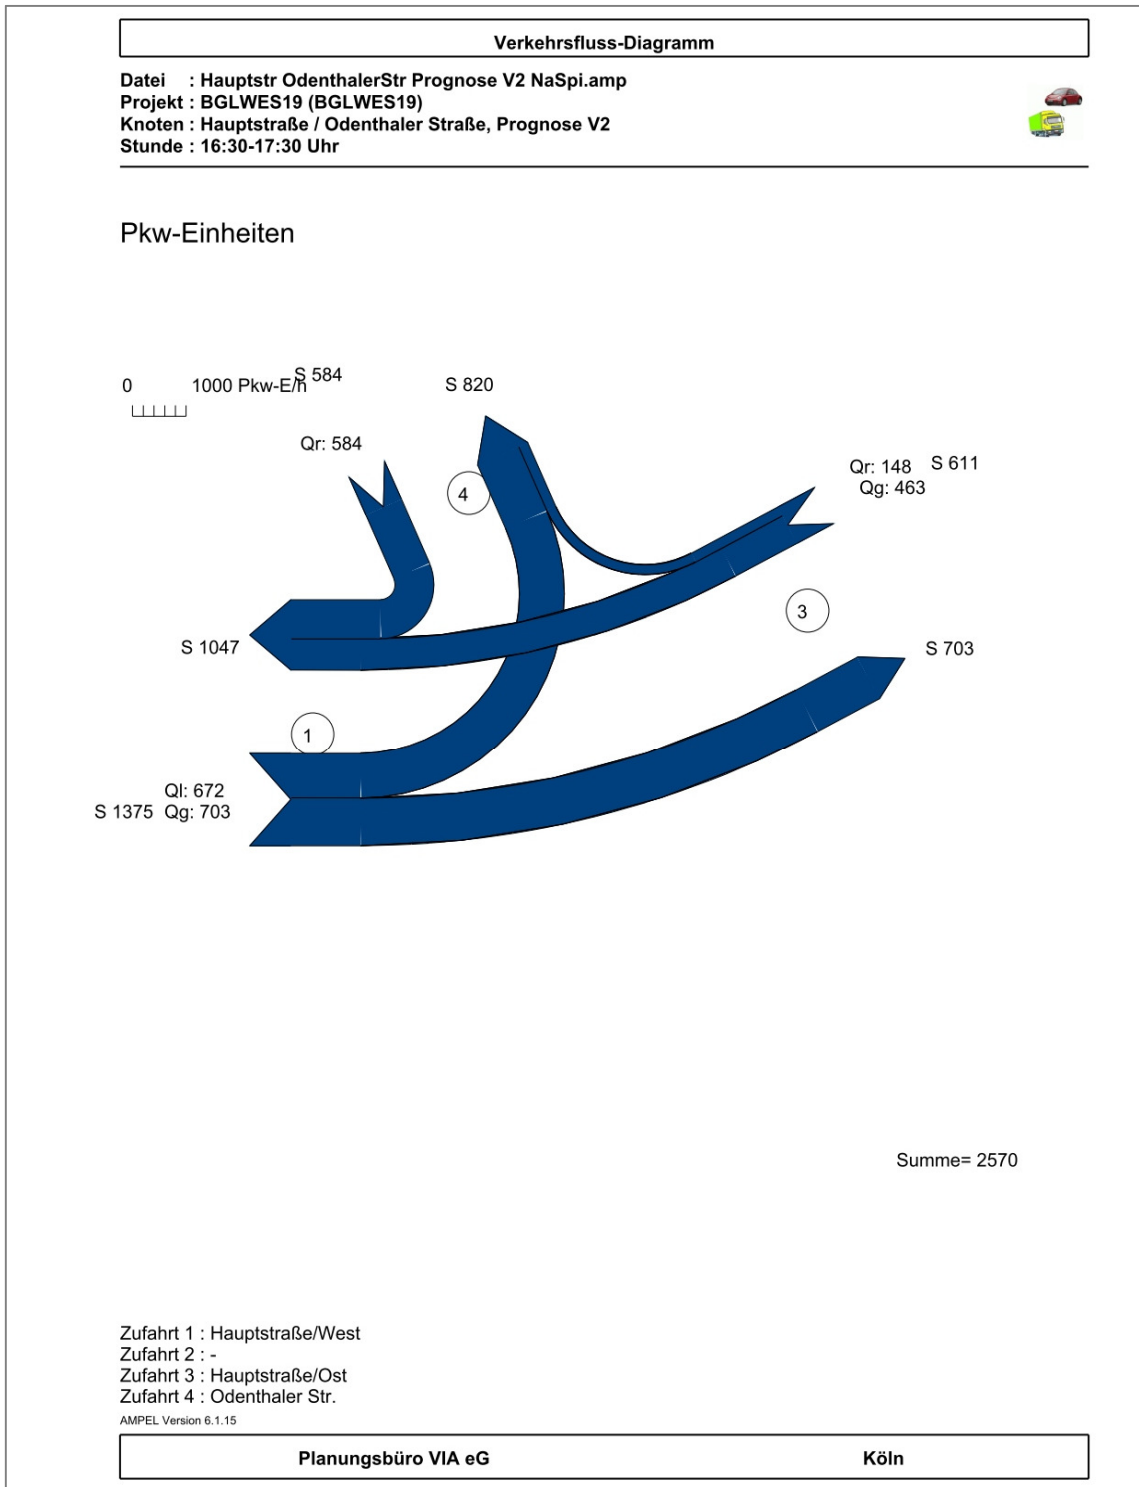 Verkehrsfluss-Diagramm
Datei : Hauptstr OdenthalerStr Prognose V2 NaSpi.amp
Projekt : BGLWES19 (BGLWES19)
Knoten : Hauptstraße / Odenthaler Straße, Prognose V2
Stunde : 16:30-17:30 Uhr
Pkw-Einheiten
0 1000 Pkw-E/h
S 584
S 820
Qr: 584
Qr: 148 S 611
Qg: 463
4
3
S 1047
S 703
1
Ql: 672
S 1375 Qg: 703
Summe= 2570
Zufahrt 1 : Hauptstraße/West
Zufahrt 2 : -
Zufahrt 3 : Hauptstraße/Ost
Zufahrt 4 : Odenthaler Str.
AMPEL Version 6.1.15
Planungsbüro VIA eG Köln